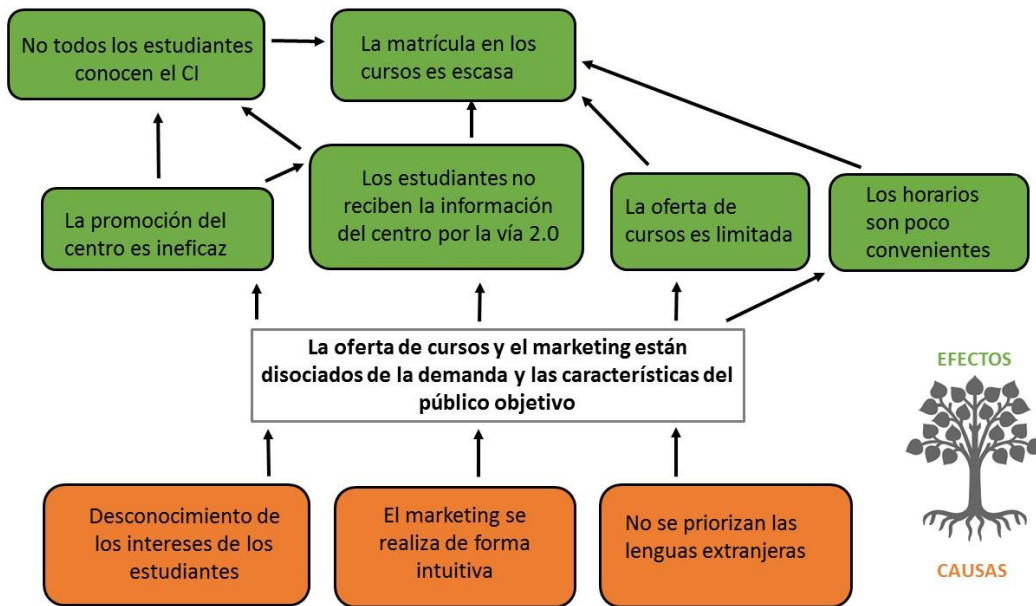 No todos los estudiantes
conocen el CI
La matrícula en los
cursos es escasa
La promoción del
centro es ineficaz
Los estudiantes no
reciben la información
del centro por la vía 2.0
La oferta de
cursos es limitada
Los horarios
son poco
convenientes
La oferta de cursos y el marketing están
disociados de la demanda y las características del
público objetivo
EFECTOS
Desconocimiento de
los intereses de los
estudiantes
El marketing se
realiza de forma
intuitiva
No se priorizan las
lenguas extranjeras
CAUSAS